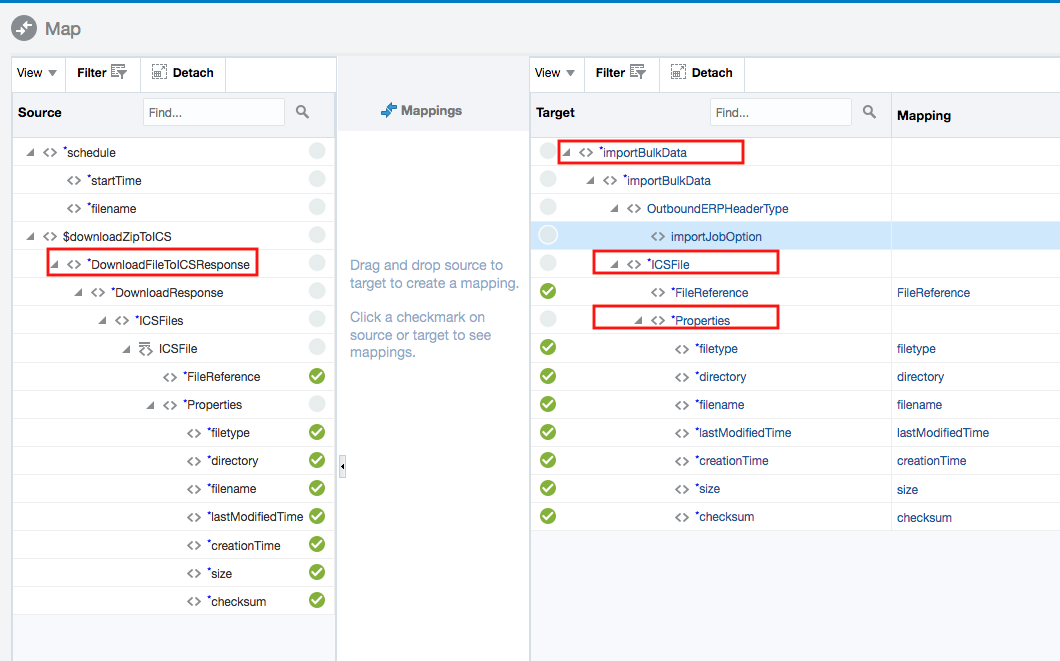 Map
View Filter Detach
Source Find...
*schedule
*startTime
*filename
$downloadZipToICS
*DownloadFileToICSResponse
*DownloadResponse
*ICSFiles
ICSFile
*FileReference
*Properties
*filetype
*directory
*filename
*lastModifiedTime
*creationTime
*size
*checksum
Mappings
Drag and drop source to
target to create a mapping.
Click a checkmark on
source or target to see
mappings.
View Filter Detach
Target Find... Mapping
*importBulkData
*importBulkData
OutboundERPHeaderType
importJobOption
*ICSFile
*FileReference FileReference
*Properties
*filetype filetype
*directory directory
*filename filename
*lastModifiedTime lastModifiedTime
*creationTime creationTime
*size size
*checksum checksum